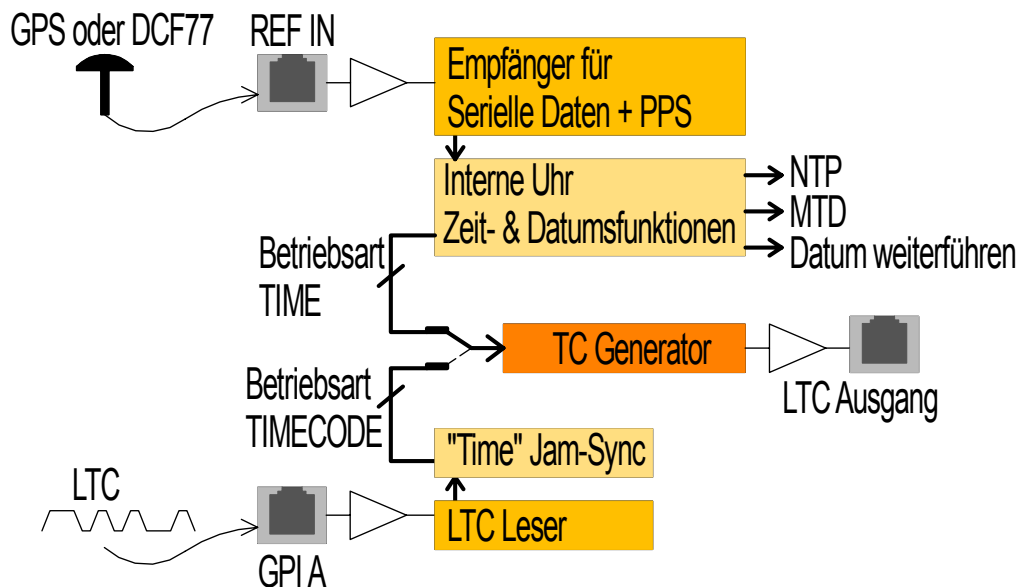 GPS oder DCF77
REF IN
Empfänger für
Serielle Daten + PPS
Interne Uhr
Zeit- & Datumsfunktionen
NTP
MTD
Datum weiterführen
Betriebsart
TIME
TC Generator
LTC Ausgang
Betriebsart
TIMECODE
"Time" Jam-Sync
LTC
LTC Leser
GPI A